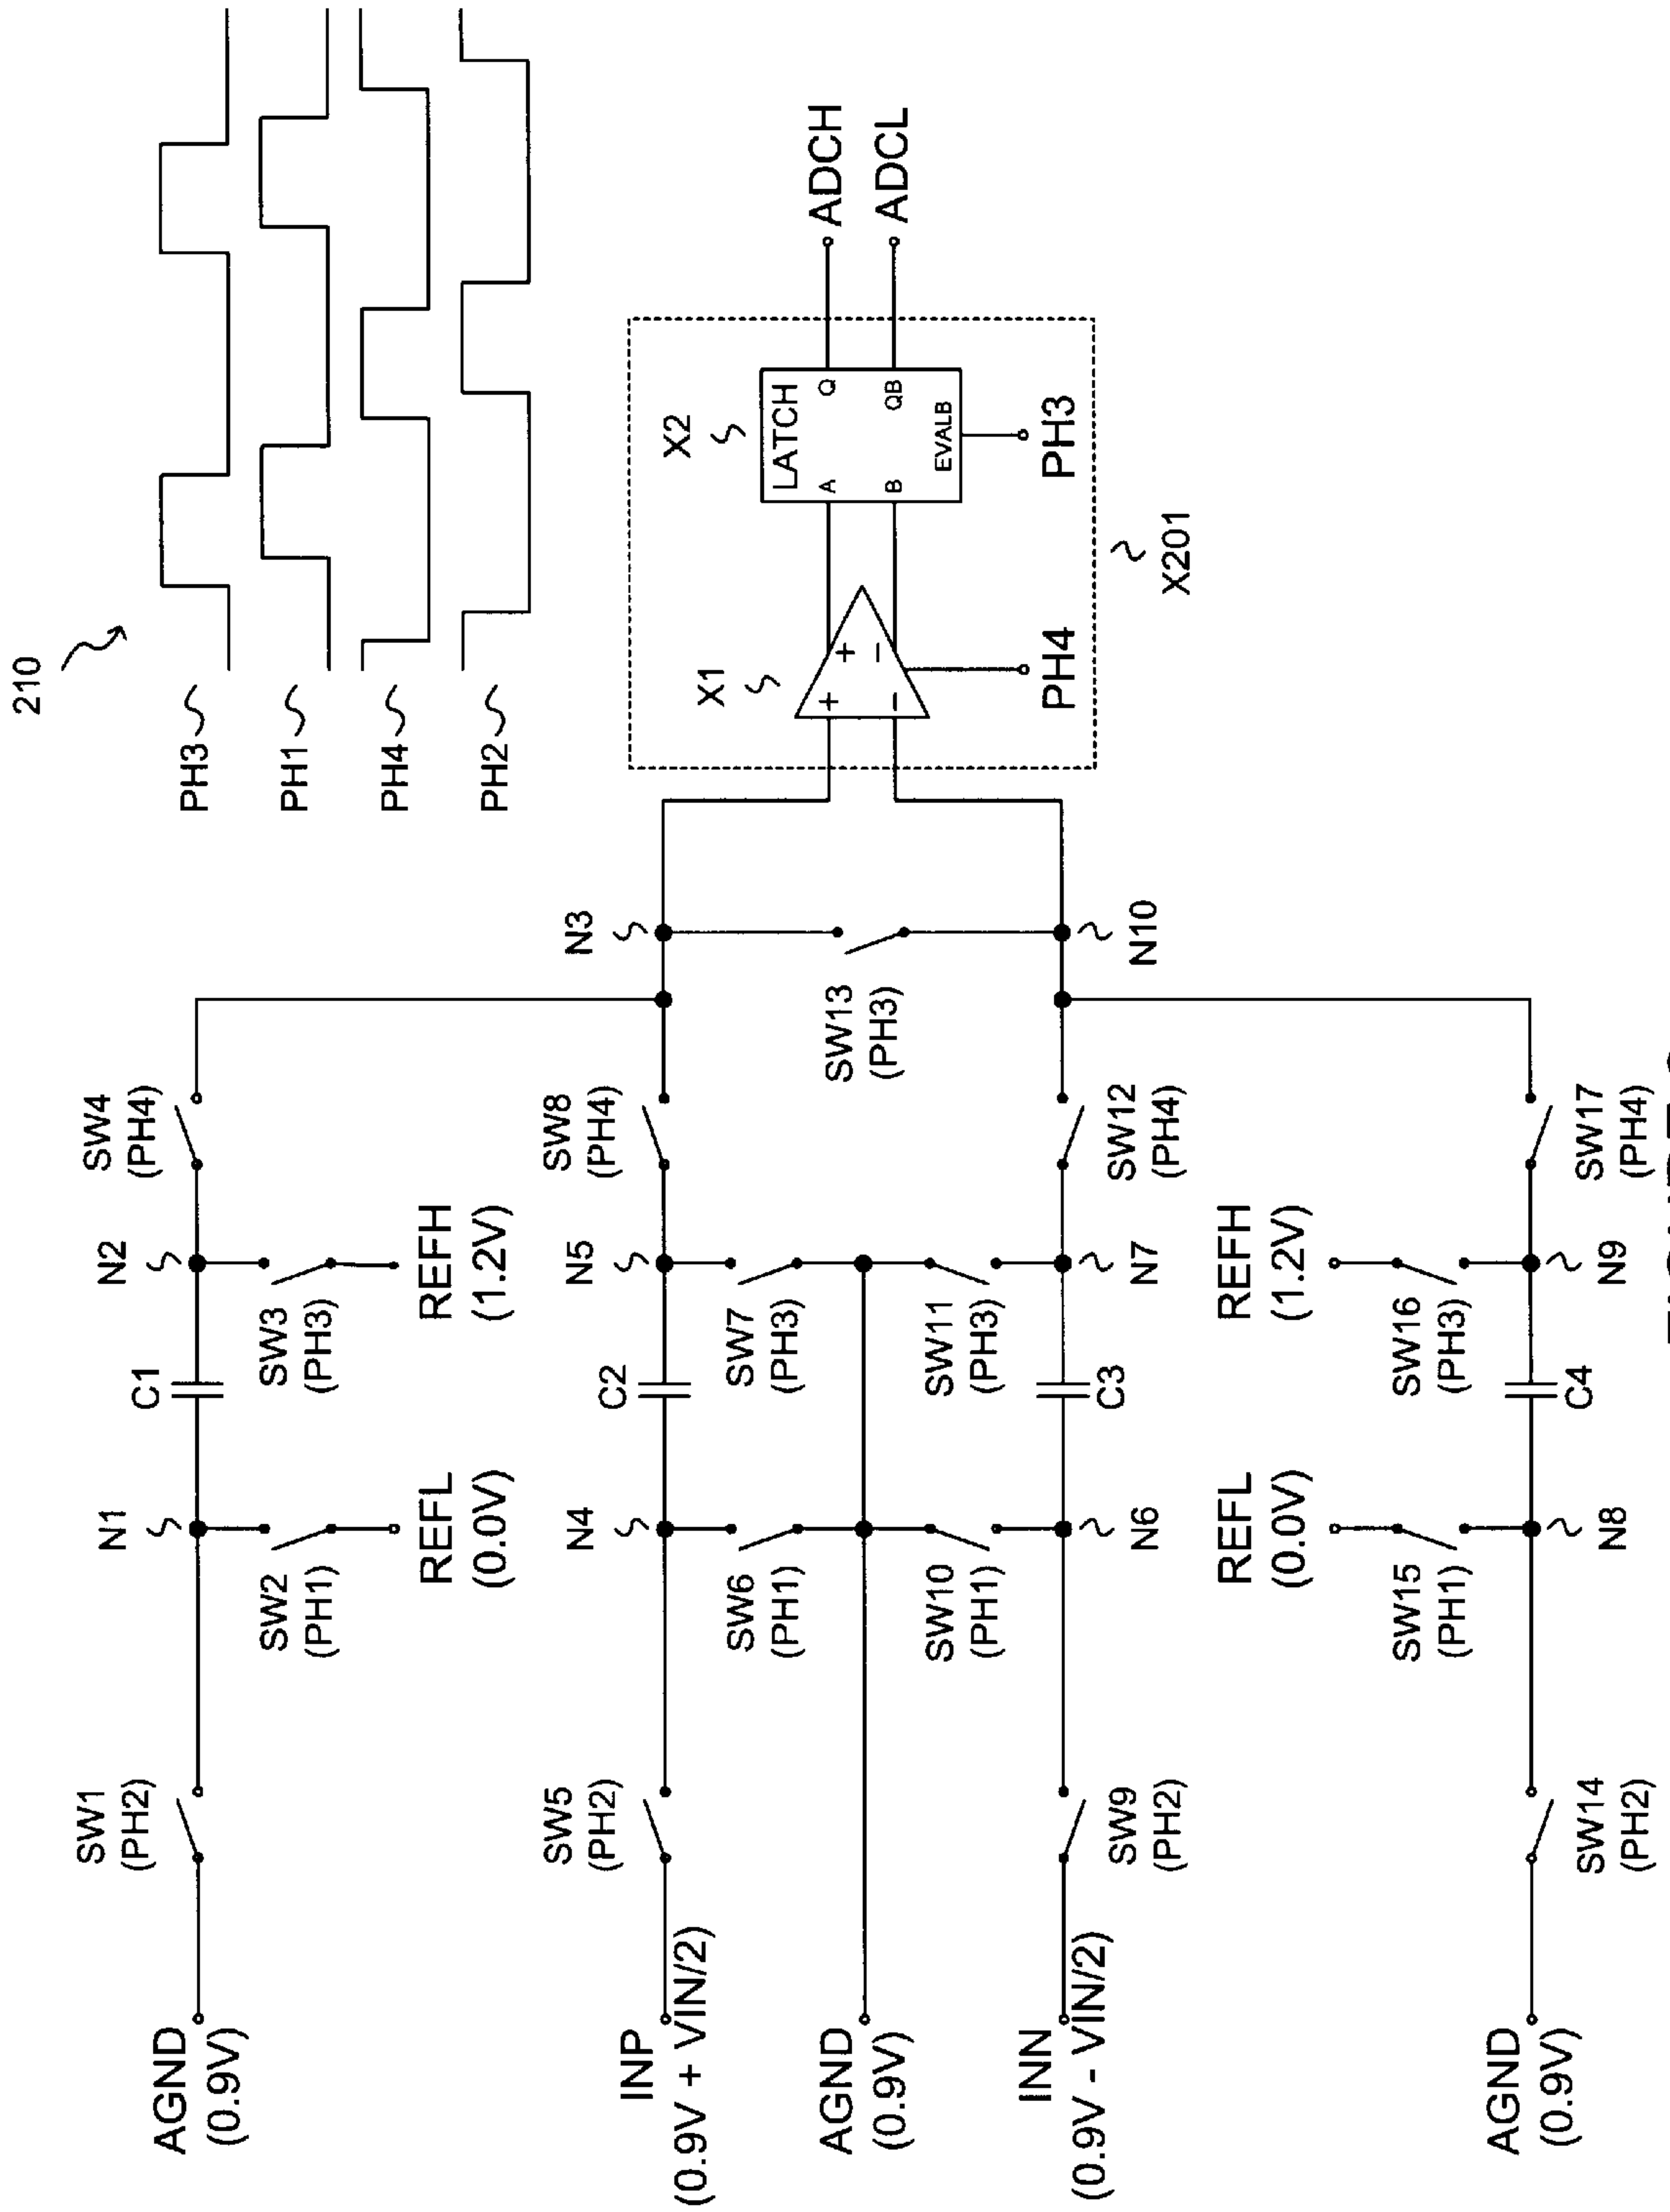 210
PH3
PH1
PH4
PH2
SW1
(PH2)
N1
C1
N2
SW4
(PH4)
AGND
(0.9V)
SW2
(PH1)
SW3
(PH3)
REFL
(0.0V)
REFH
(1.2V)
SW5
(PH2)
N4
C2
N5
SW8
(PH4)
N3
INP
(0.9V + VIN/2)
SW6
(PH1)
SW7
(PH3)
AGND
(0.9V)
SW13
(PH3)
SW10
(PH1)
SW11
(PH3)
INN
(0.9V - VIN/2)
SW9
(PH2)
N6
C3
N7
SW12
(PH4)
N10
X1
+
−
+
−
PH4
X2
LATCH
A
Q
B
QB
EVALB
PH3
X201
ADCH
ADCL
REFL
(0.0V)
REFH
(1.2V)
SW15
(PH1)
SW16
(PH3)
AGND
(0.9V)
SW14
(PH2)
N8
C4
N9
SW17
(PH4)